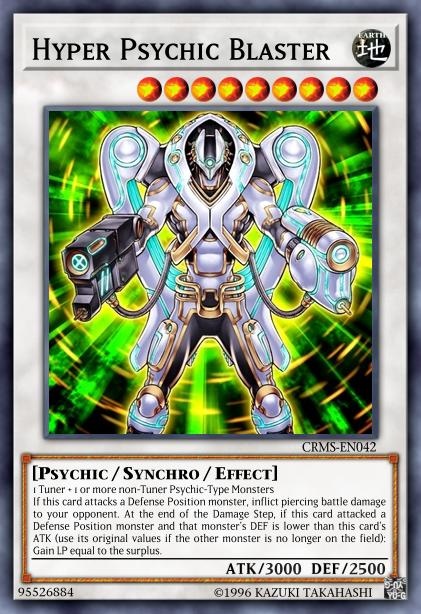 Hyper Psychic Blaster
EARTH
地
CRMS-EN042
[Psychic / Synchro / Effect]
1 Tuner + 1 or more non-Tuner Psychic-Type Monsters
If this card attacks a Defense Position monster, inflict piercing battle damage
to your opponent. At the end of the Damage Step, if this card attacked a
Defense Position monster and that monster's DEF is lower than this card's
ATK (use its original values if the other monster is no longer on the field):
Gain LP equal to the surplus.
ATK/3000 DEF/2500
95526884
©1996 KAZUKI TAKAHASHI